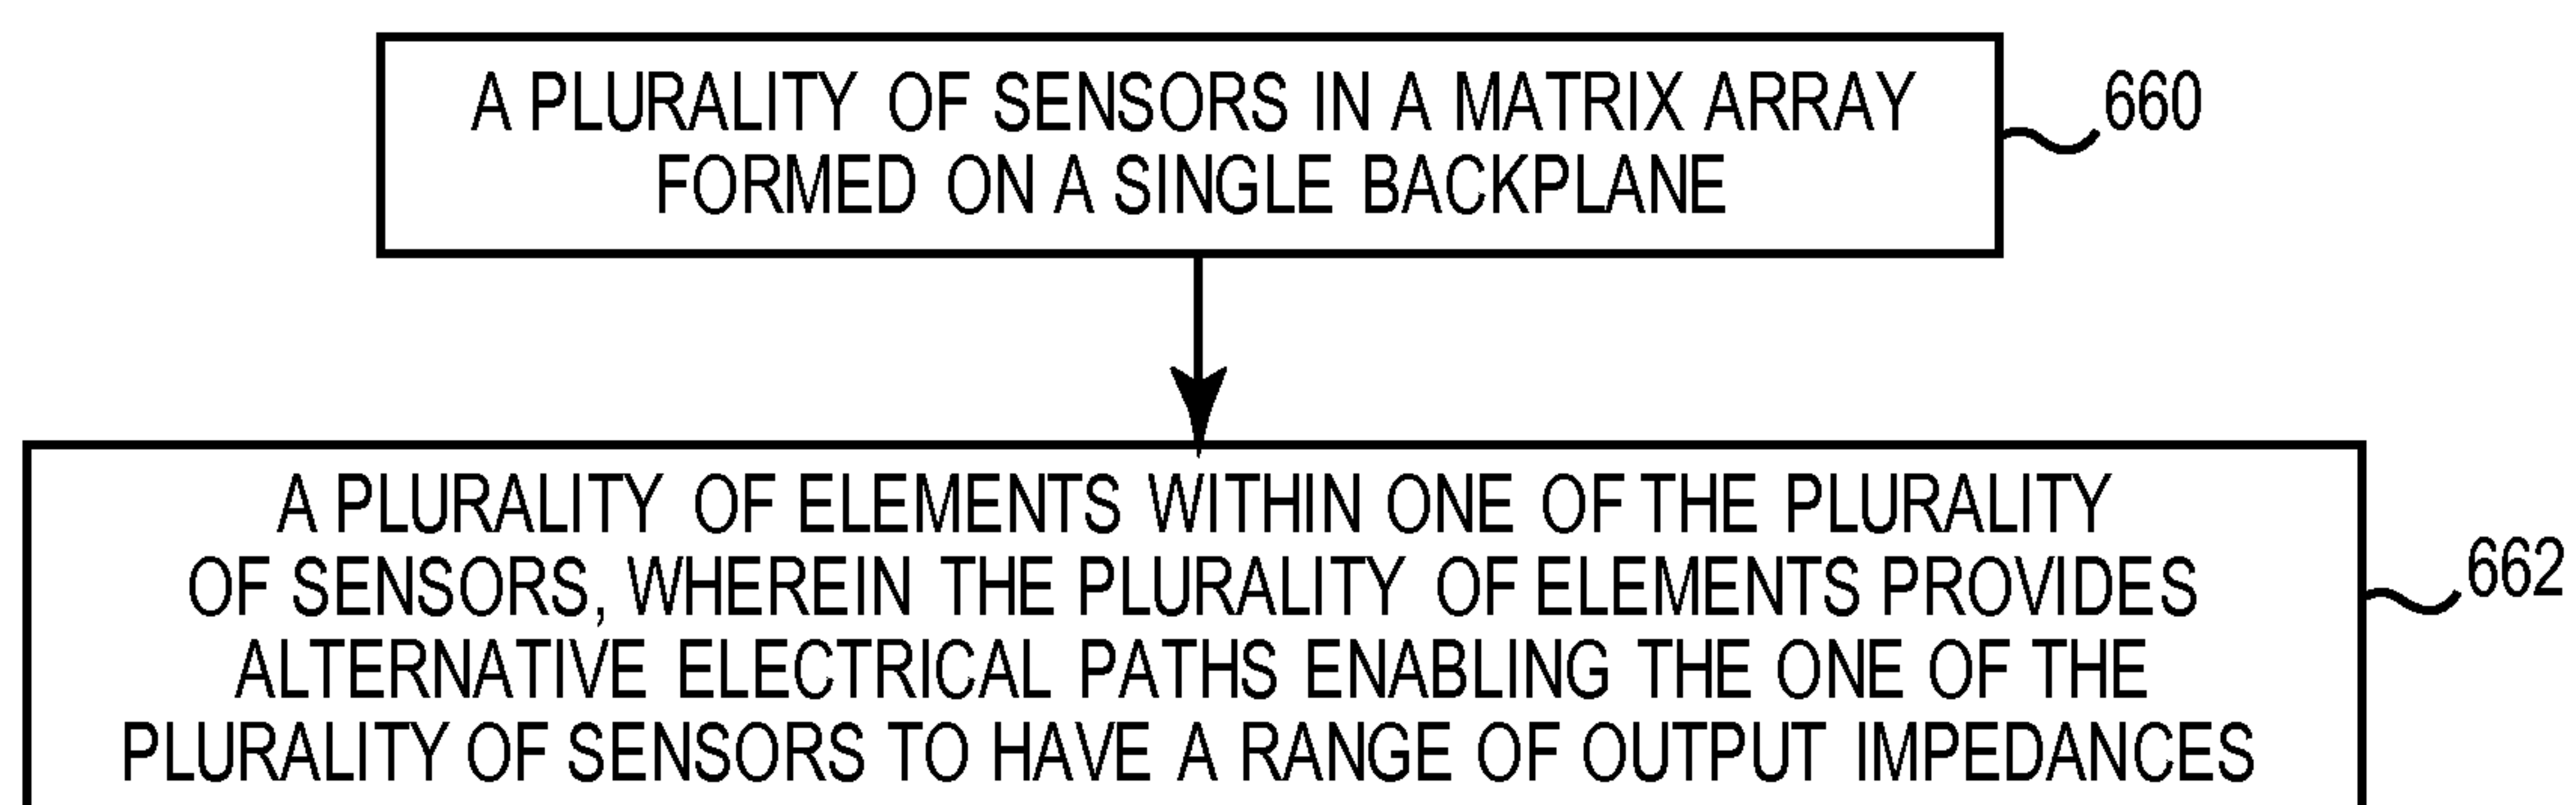 A PLURALITY OF SENSORS IN A MATRIX ARRAY
FORMED ON A SINGLE BACKPLANE
660
A PLURALITY OF ELEMENTS WITHIN ONE OF THE PLURALITY
OF SENSORS, WHEREIN THE PLURALITY OF ELEMENTS PROVIDES
ALTERNATIVE ELECTRICAL PATHS ENABLING THE ONE OF THE
PLURALITY OF SENSORS TO HAVE A RANGE OF OUTPUT IMPEDANCES
662